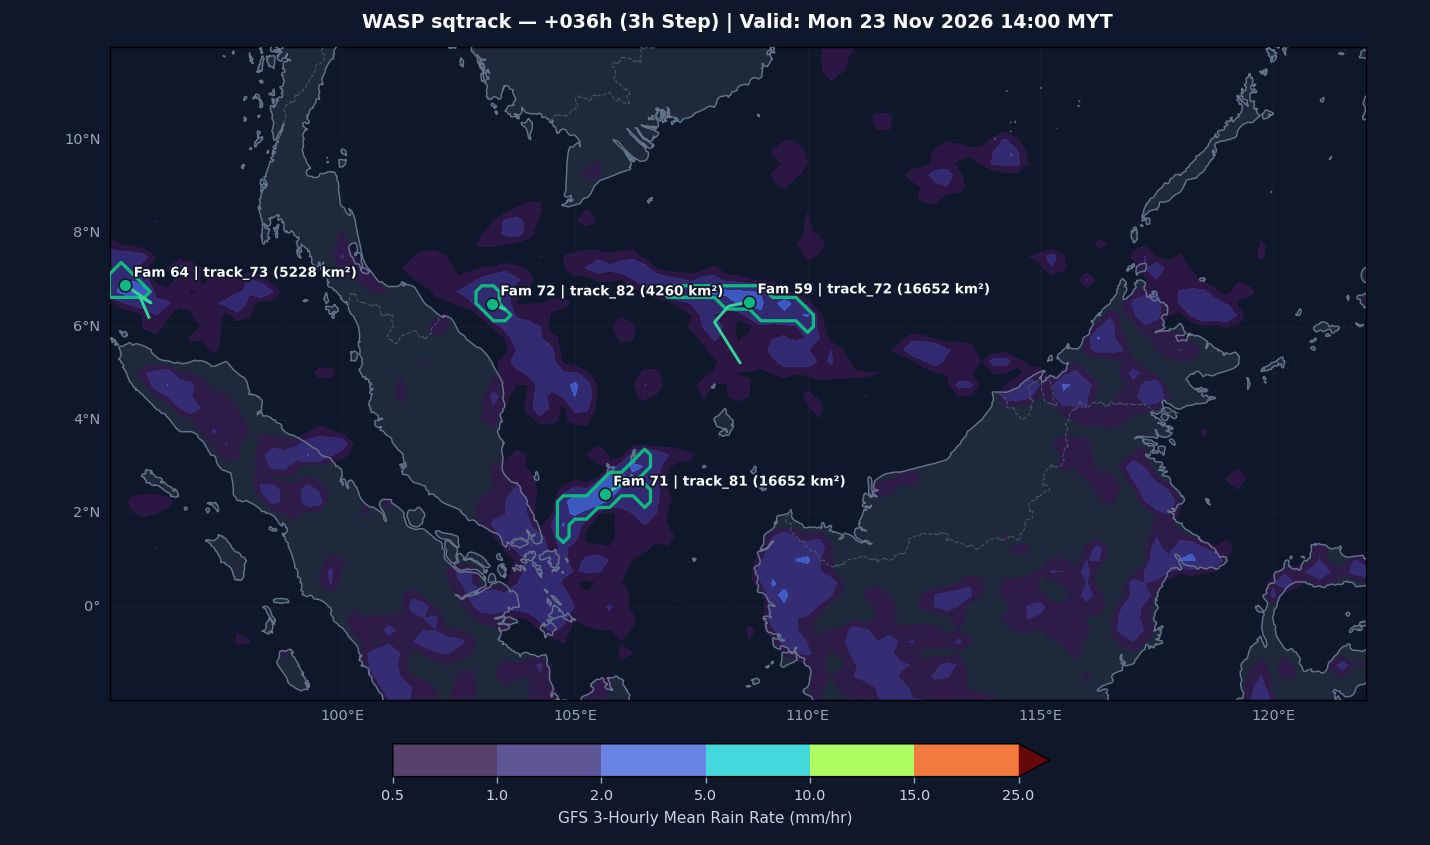 WASP sqtrack — +036h (3h Step) | Valid: Mon 23 Nov 2026 14:00 MYT
10°N
8°N
Fam 64 | track_73 (5228 km²)
Fam 72 | track_82 (4260 km²)
Fam 59 | track_72 (16652 km²)
6°N
4°N
Fam 71 | track_81 (16652 km²)
2°N
0°
100°E 105°E 110°E 115°E 120°E
0.5 1.0 2.0 5.0 10.0 15.0 25.0
GFS 3-Hourly Mean Rain Rate (mm/hr)